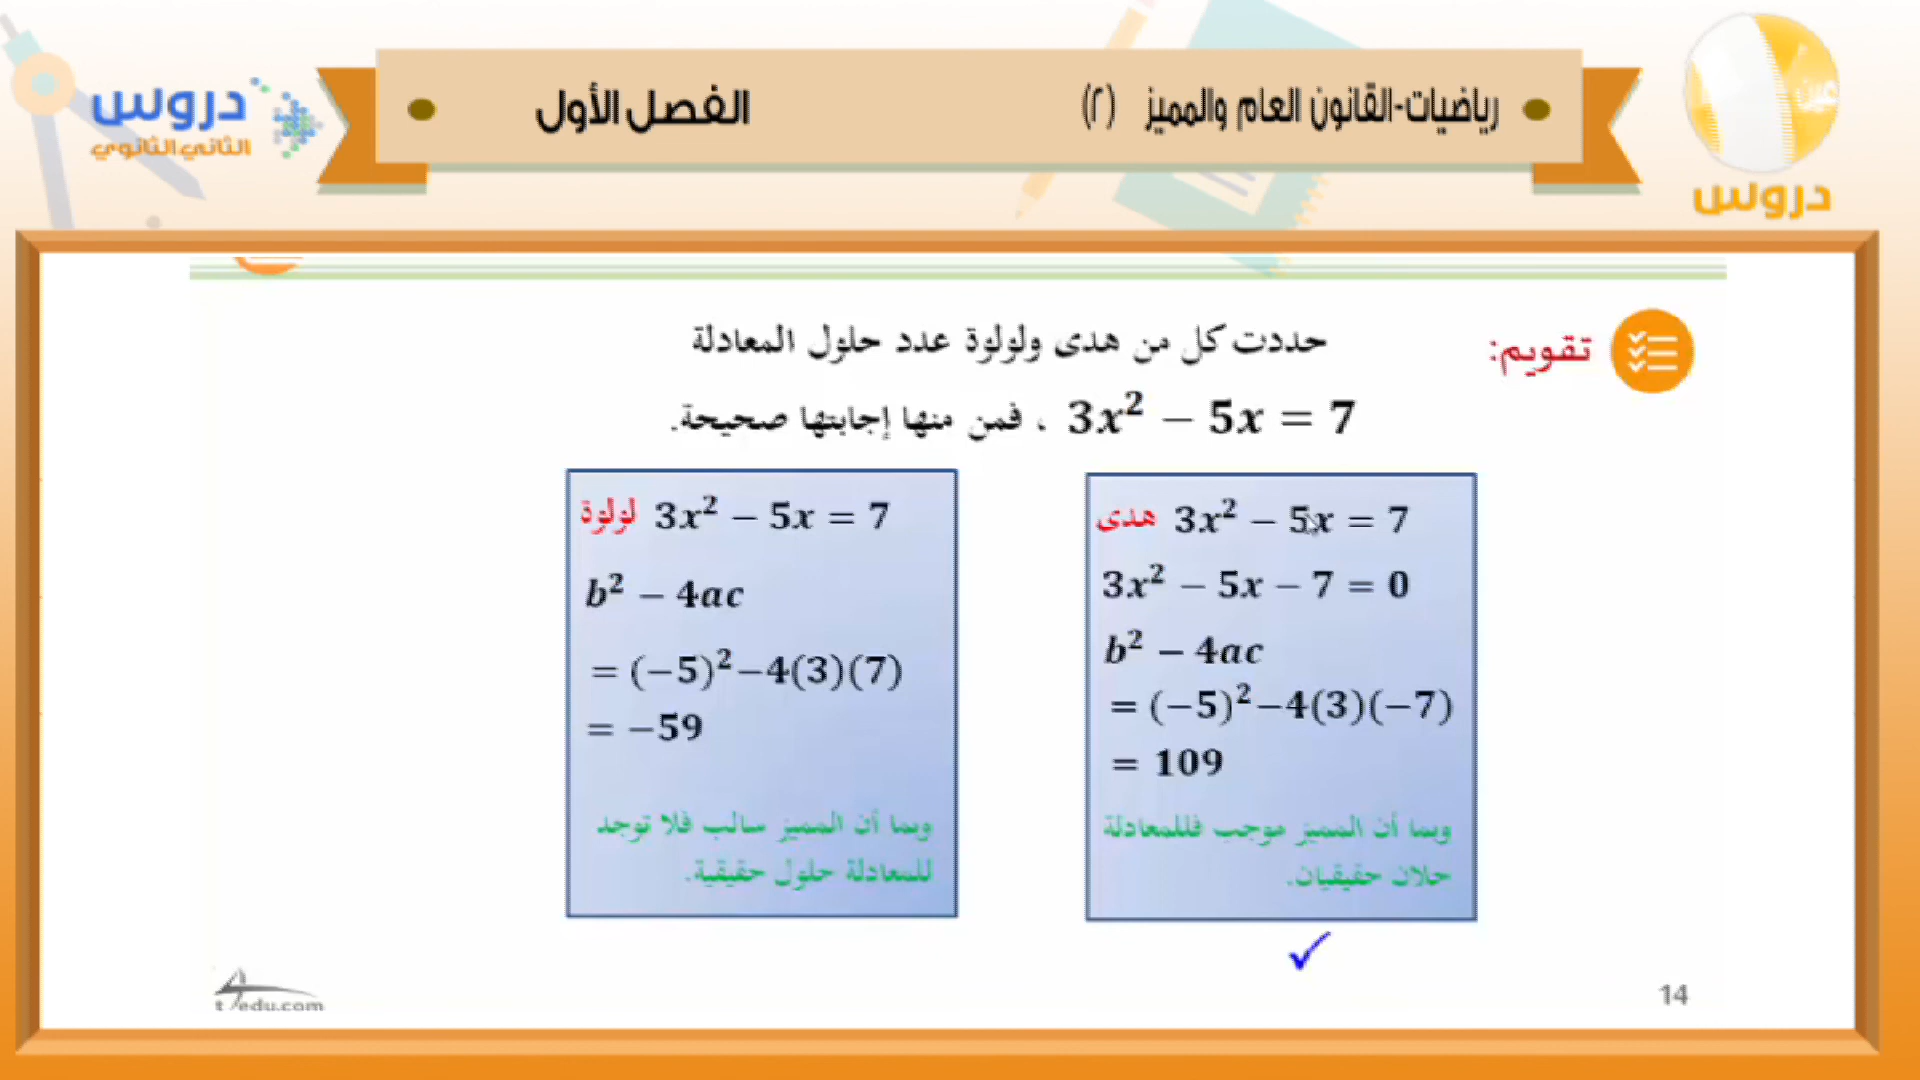 رياضيات-القانون العام والمميز (٢)
الفصل الأول
دروس
الثاني الثانوي
عين
دروس
تقويم:
حددت كل من هدى ولولوة عدد حلول المعادلة
3x² − 5x = 7 ، فمن منها إجابتها صحيحة.
هدى 3x² − 5x = 7
3x² − 5x − 7 = 0
b² − 4ac
= (−5)²−4(3)(−7)
= 109
وبما أن المميز موجب فللمعادلة
حلان حقيقيان.
لولوة 3x² − 5x = 7
b² − 4ac
= (−5)²−4(3)(7)
= −59
وبما أن المميز سالب فلا توجد
للمعادلة حلول حقيقية.
t4edu.com
14